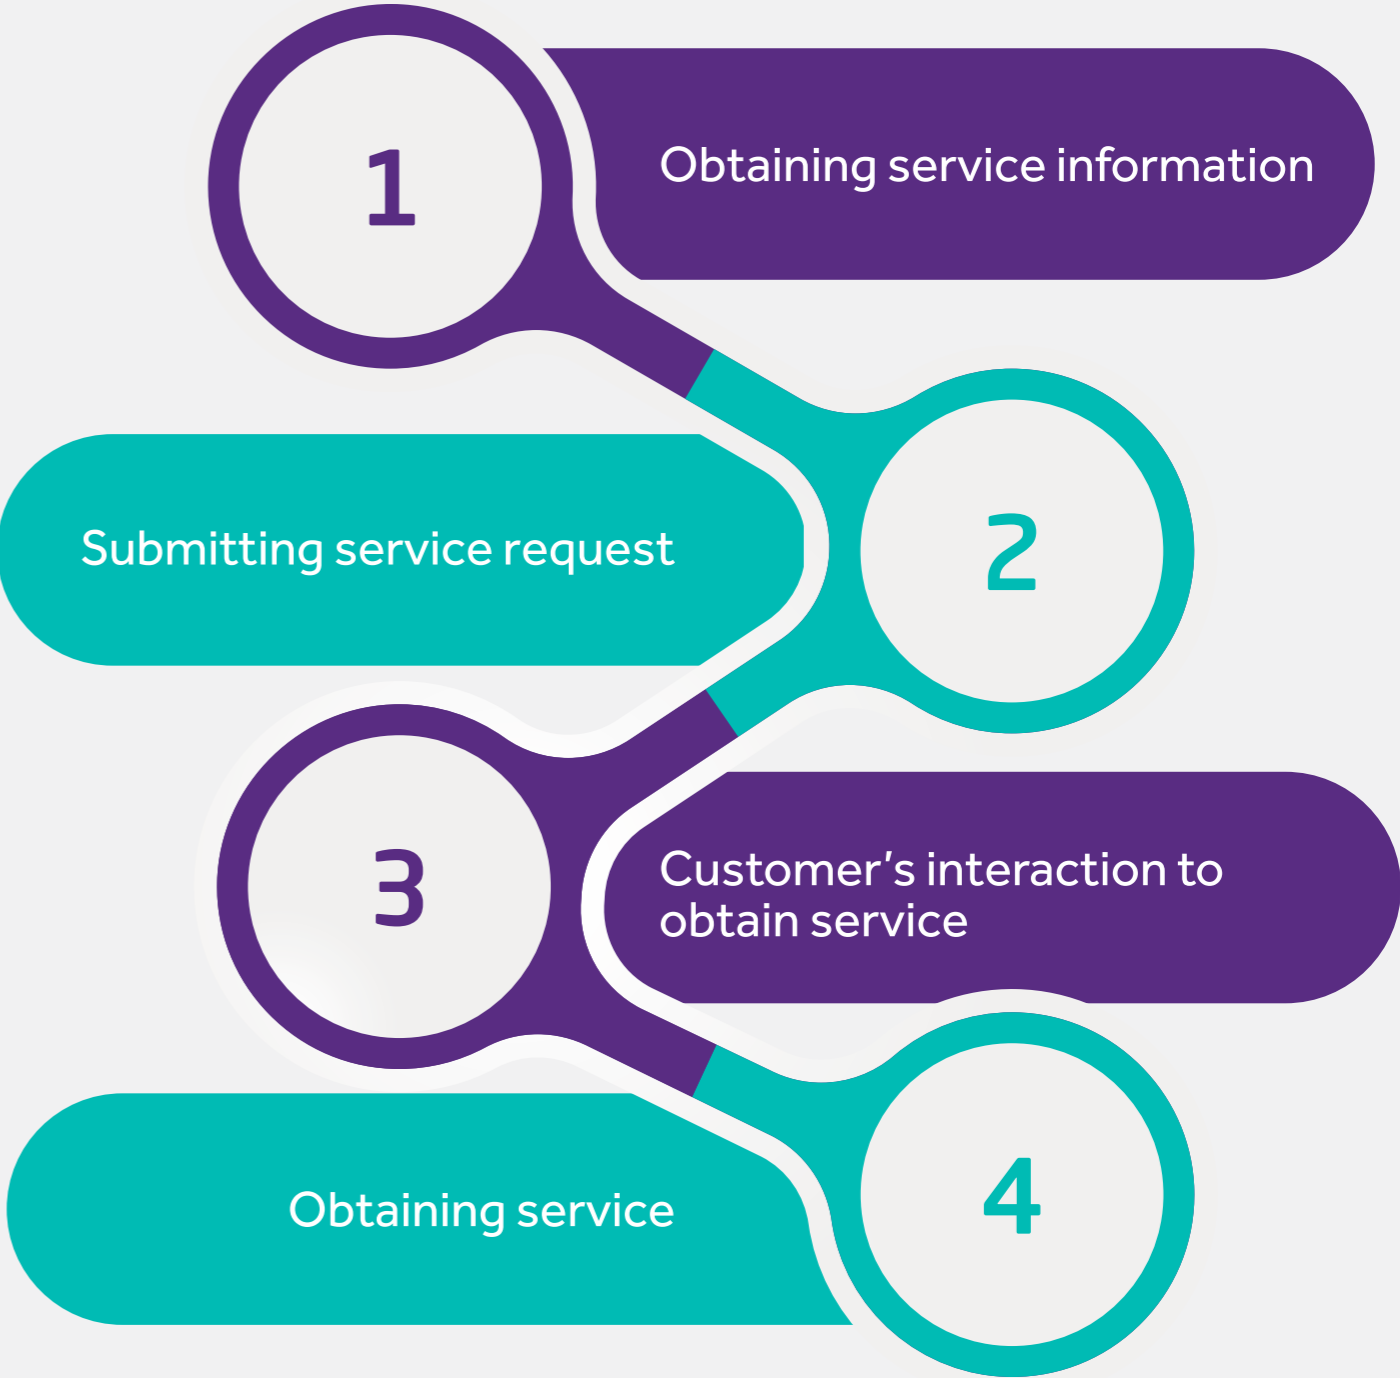 1
Obtaining service information
2
Submitting service request
3
Customer’s interaction to
obtain service
4
Obtaining service